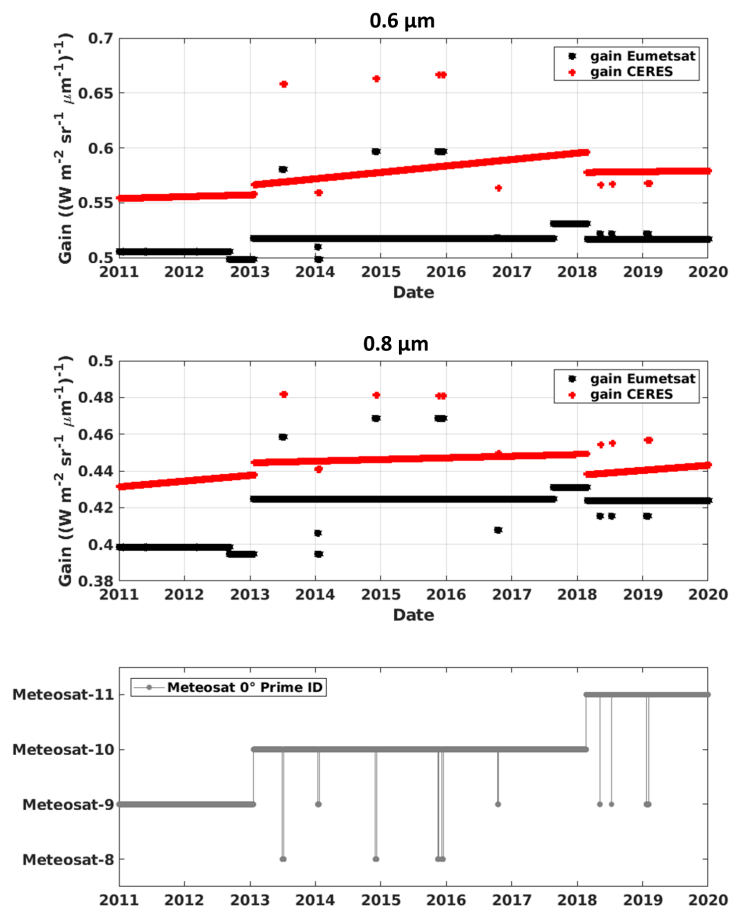 0.6 µm
Gain ((W m-2 sr-1 µm-1)-1)
0.7
0.65
0.6
0.55
0.5
gain Eumetsat
gain CERES
2011 2012 2013 2014 2015 2016 2017 2018 2019 2020
Date
0.8 µm
Gain ((W m-2 sr-1 µm-1)-1)
0.5
0.48
0.46
0.44
0.42
0.4
0.38
gain Eumetsat
gain CERES
2011 2012 2013 2014 2015 2016 2017 2018 2019 2020
Date
Meteosat 0° Prime ID
Meteosat-11
Meteosat-10
Meteosat-9
Meteosat-8
2011 2012 2013 2014 2015 2016 2017 2018 2019 2020